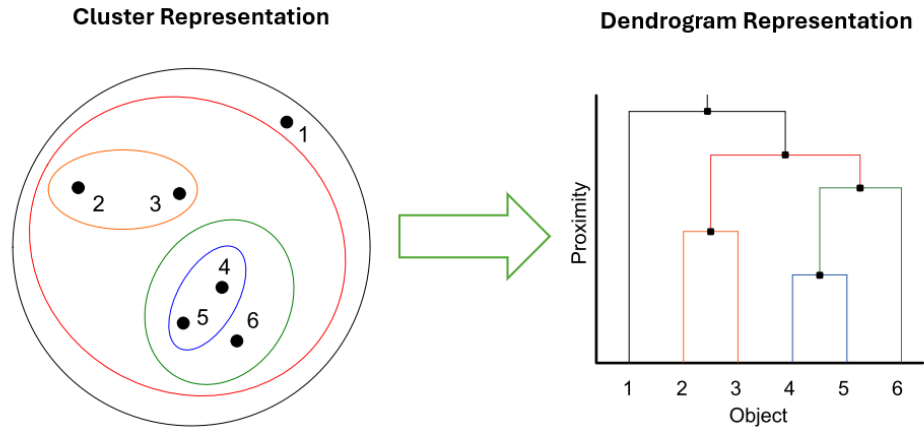 Cluster Representation
1
2
3
4
5
6
Dendrogram Representation
Proximity
1 2 3 4 5 6
Object